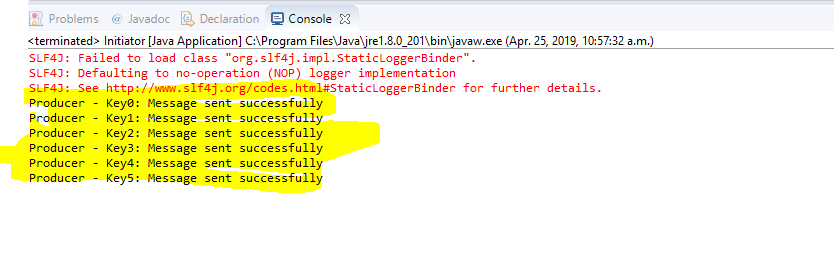 Problems @ Javadoc Declaration Console
<terminated> Initiator [Java Application] C:\Program Files\Java\jre1.8.0_201\bin\javaw.exe (Apr. 25, 2019, 10:57:32 a.m.)
SLF4J: Failed to load class "org.slf4j.impl.StaticLoggerBinder".
SLF4J: Defaulting to no-operation (NOP) logger implementation
SLF4J: See http://www.slf4j.org/codes.html#StaticLoggerBinder for further details.
Producer - Key0: Message sent successfully
Producer - Key1: Message sent successfully
Producer - Key2: Message sent successfully
Producer - Key3: Message sent successfully
Producer - Key4: Message sent successfully
Producer - Key5: Message sent successfully